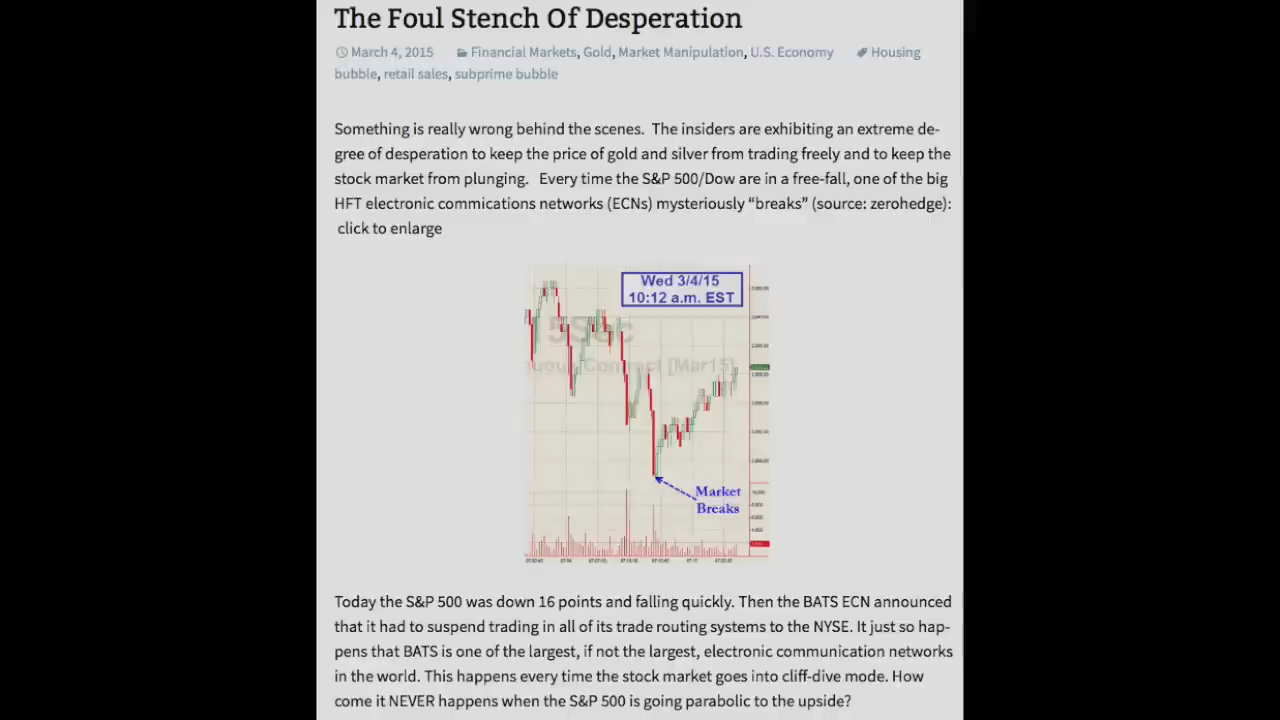 The Foul Stench Of Desperation
March 4, 2015 Financial Markets, Gold, Market Manipulation, U.S. Economy Housing
bubble, retail sales, subprime bubble
Something is really wrong behind the scenes. The insiders are exhibiting an extreme de-
gree of desperation to keep the price of gold and silver from trading freely and to keep the
stock market from plunging. Every time the S&P 500/Dow are in a free-fall, one of the big
HFT electronic commications networks (ECNs) mysteriously “breaks” (source: zerohedge):
click to enlarge
Wed 3/4/15
10:12 a.m. EST
Contract [Mar15]
Market
Breaks
Today the S&P 500 was down 16 points and falling quickly. Then the BATS ECN announced
that it had to suspend trading in all of its trade routing systems to the NYSE. It just so hap-
pens that BATS is one of the largest, if not the largest, electronic communication networks
in the world. This happens every time the stock market goes into cliff-dive mode. How
come it NEVER happens when the S&P 500 is going parabolic to the upside?